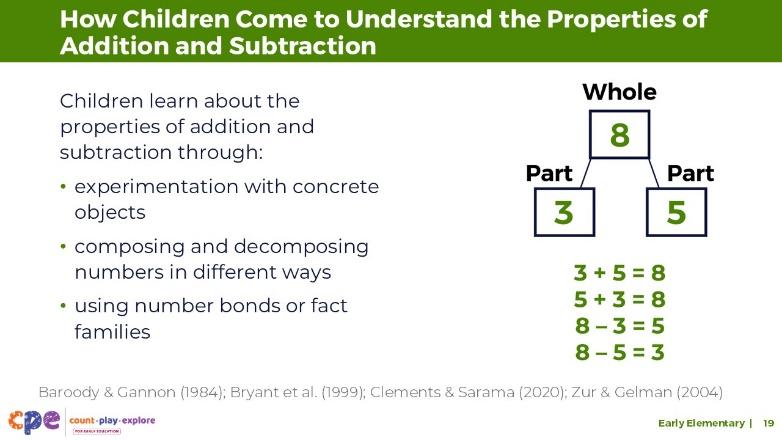 How Children Come to Understand the Properties of
Addition and Subtraction
Children learn about the
properties of addition and
subtraction through:
• experimentation with concrete
objects
• composing and decomposing
numbers in different ways
• using number bonds or fact
families
Whole
8
Part Part
3 5
3 + 5 = 8
5 + 3 = 8
8 – 3 = 5
8 – 5 = 3
Baroody & Gannon (1984); Bryant et al. (1999); Clements & Sarama (2020); Zur & Gelman (2004)
cpe count·play·explore
FOR EARLY EDUCATION
Early Elementary | 19